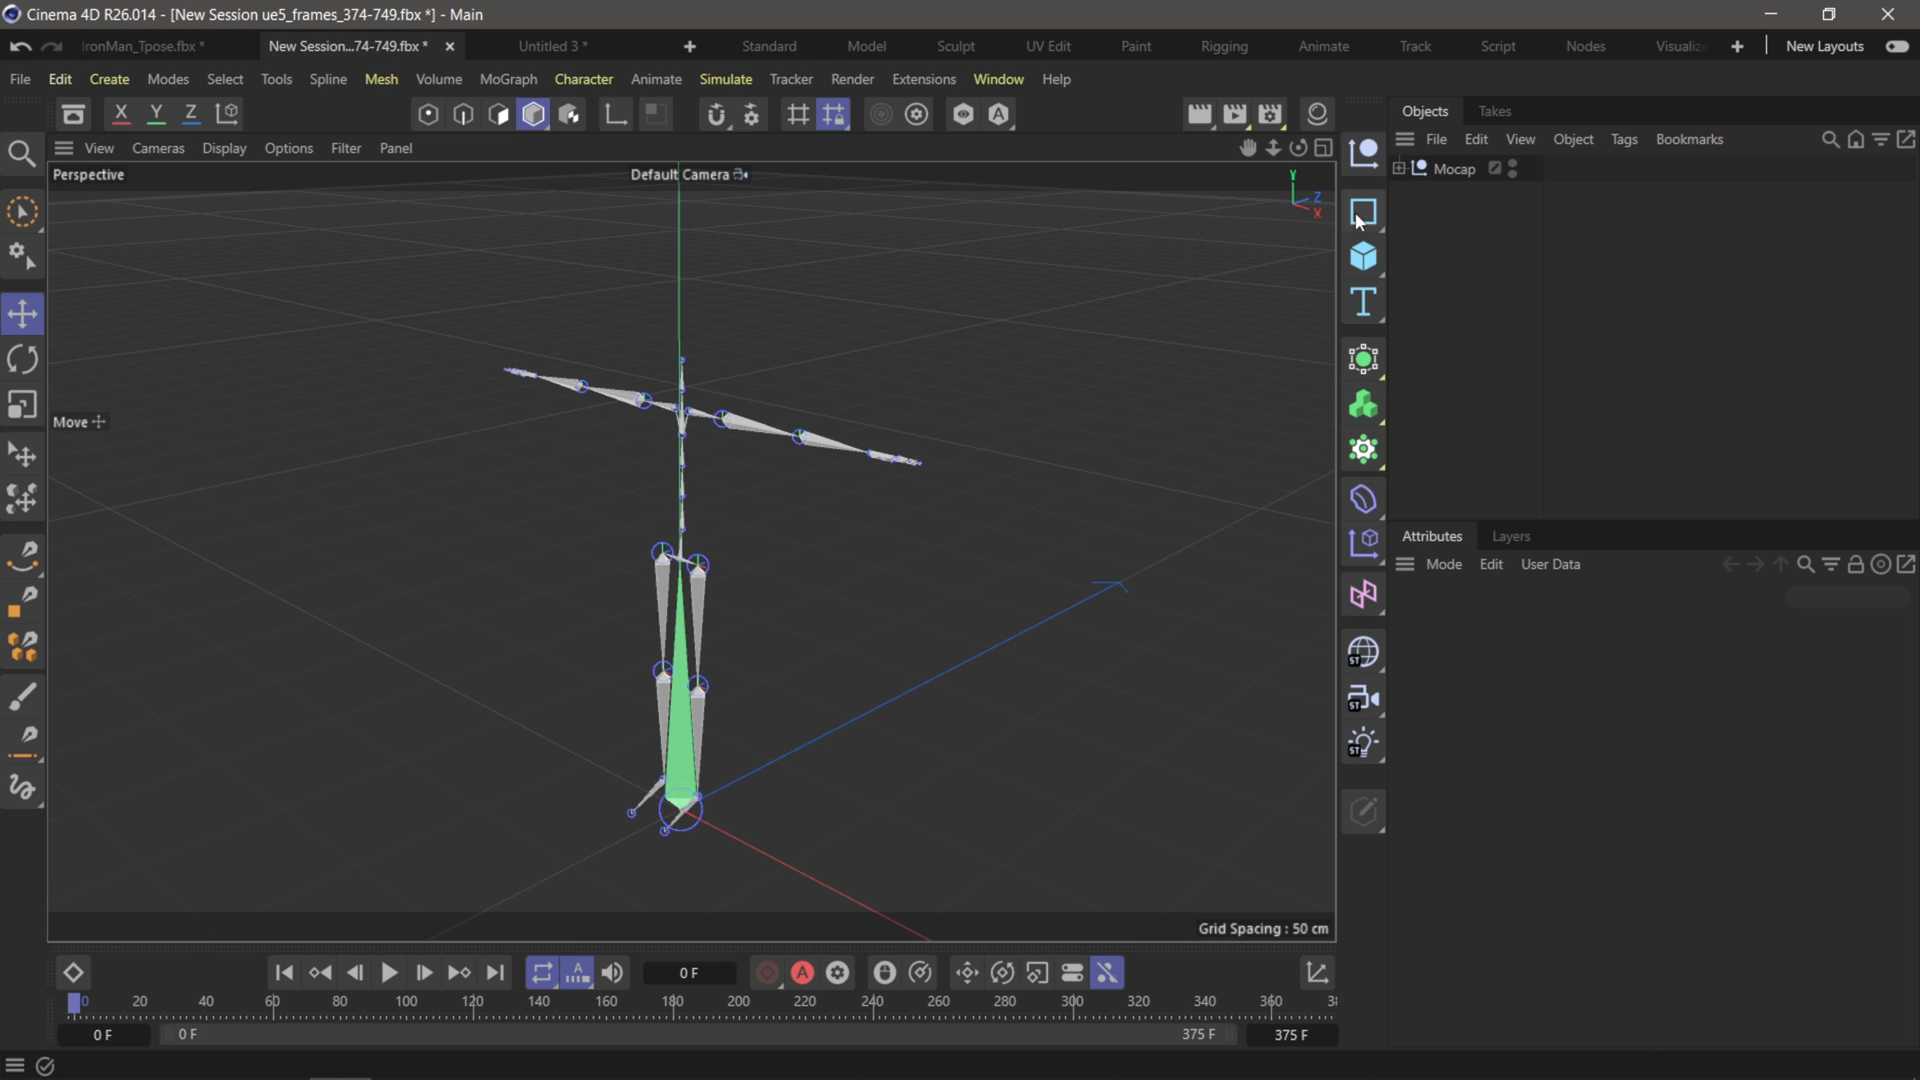 Cinema 4D R26.014 - [New Session ue5_frames_374-749.fbx *] - Main
IronMan_Tpose.fbx * New Session...74-749.fbx * Untitled 3 * Standard Model Sculpt UV Edit Paint Rigging Animate Track Script Nodes Visualiz New Layouts
File Edit Create Modes Select Tools Spline Mesh Volume MoGraph Character Animate Simulate Tracker Render Extensions Window Help
X Y Z
Objects Takes
View Cameras Display Options Filter Panel
File Edit View Object Tags Bookmarks
Perspective Default Camera
Mocap
Y
Z
X
Move
Attributes Layers
Mode Edit User Data
ST
ST
ST
Grid Spacing : 50 cm
0 F
0 20 40 60 80 100 120 140 160 180 200 220 240 260 280 300 320 340 360
0 F 0 F 375 F 375 F